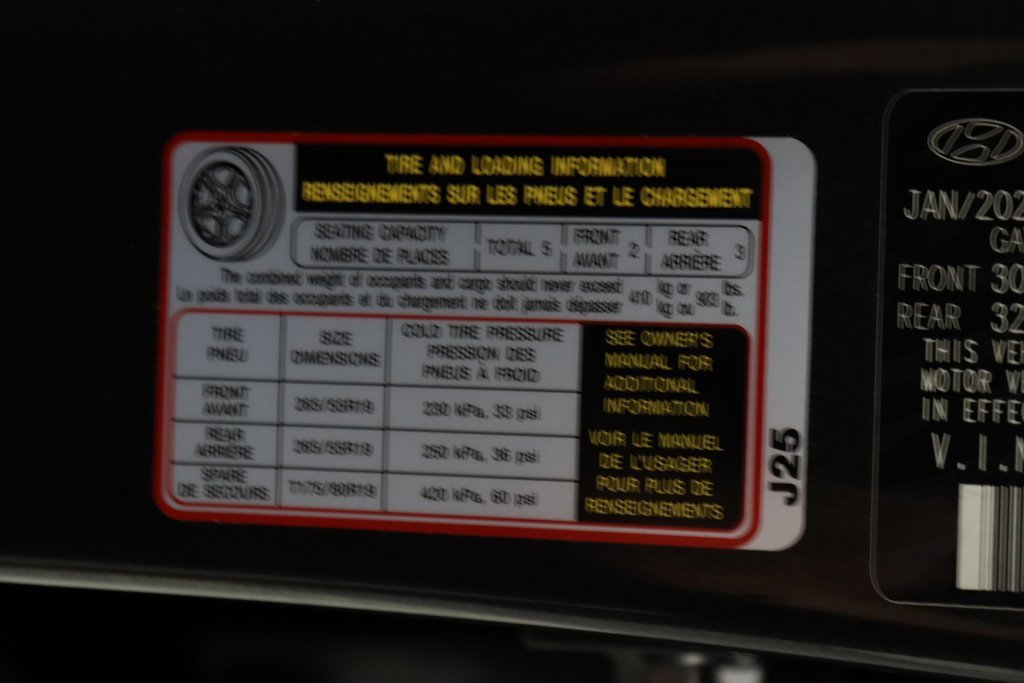 TIRE AND LOADING INFORMATION
RENSEIGNEMENTS SUR LES PNEUS ET LE CHARGEMENT
SEATING CAPACITY
NOMBRE DE PLACES
TOTAL 5
FRONT
AVANT
2
REAR
ARRIÈRE
3
The combined weight of occupants and cargo should never exceed kg or lbs.
Le poids total des occupants et du chargement ne doit jamais dépasser 410 kg ou 903 lb.
TIRE
PNEU
SIZE
DIMENSIONS
COLD TIRE PRESSURE
PRESSION DES
PNEUS À FROID
FRONT
AVANT
265/55R19
230 kPa, 33 psi
REAR
ARRIÈRE
265/55R19
250 kPa, 36 psi
SPARE
DE SECOURS
T175/80R19
420 kPa, 60 psi
SEE OWNER'S
MANUAL FOR
ADDITIONAL
INFORMATION
VOIR LE MANUEL
DE L'USAGER
POUR PLUS DE
RENSEIGNEMENTS
J25
JAN/202
GA
FRONT 30
REAR 32
THIS VE
MOTOR V
IN EFFE
V.I.N